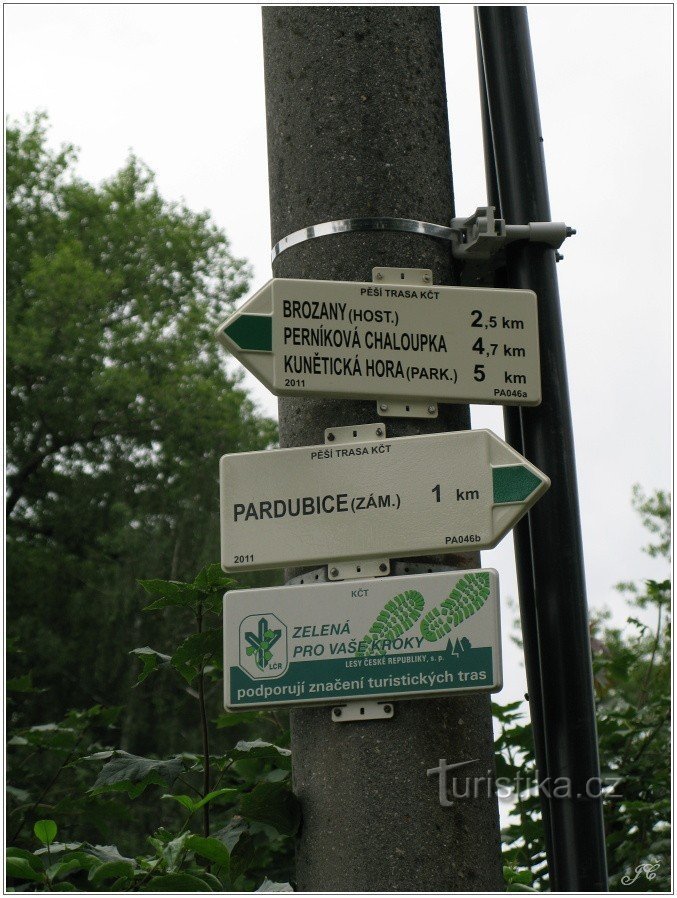 PĚŠÍ TRASA KČT
BROZANY (HOST.) 2,5 km
PERNÍKOVÁ CHALOUPKA 4,7 km
KUNĚTICKÁ HORA (PARK.) 5 km
2011 PA046a
PĚŠÍ TRASA KČT
PARDUBICE (ZÁM.) 1 km
2011 PA046b
KČT
ZELENÁ
PRO VAŠE KROKY
LČR
LESY ČESKÉ REPUBLIKY, s. p.
podporují značení turistických tras
Turistika.cz
JČ